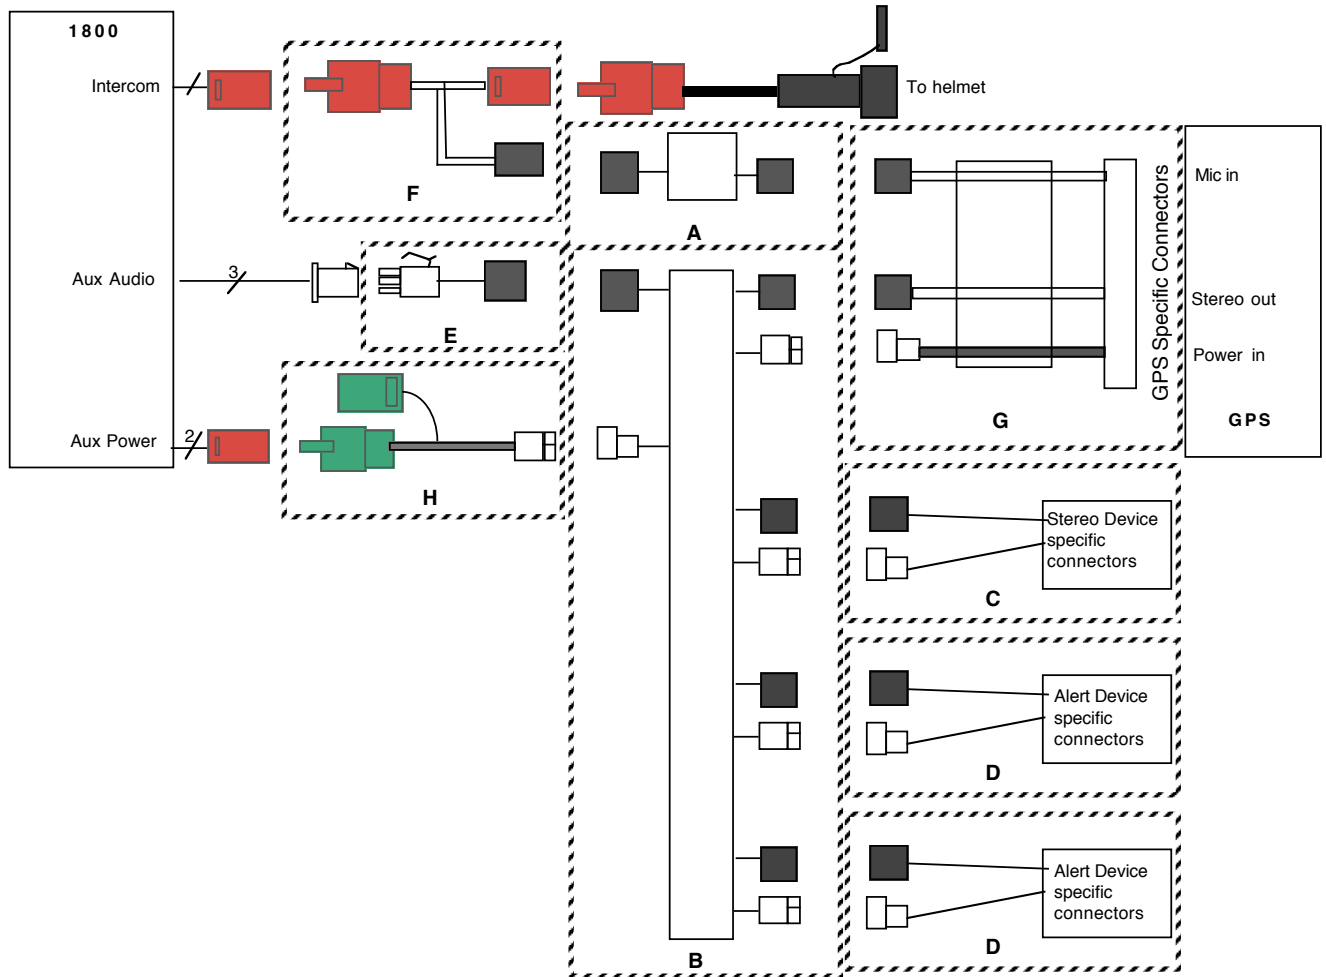 1800
Intercom
To helmet
F
A
Mic in
GPS Specific Connectors
Aux Audio
3
E
Stereo out
Power in
G
GPS
Aux Power
2
H
Stereo Device
specific
connectors
C
Alert Device
specific
connectors
D
Alert Device
specific
connectors
D
B